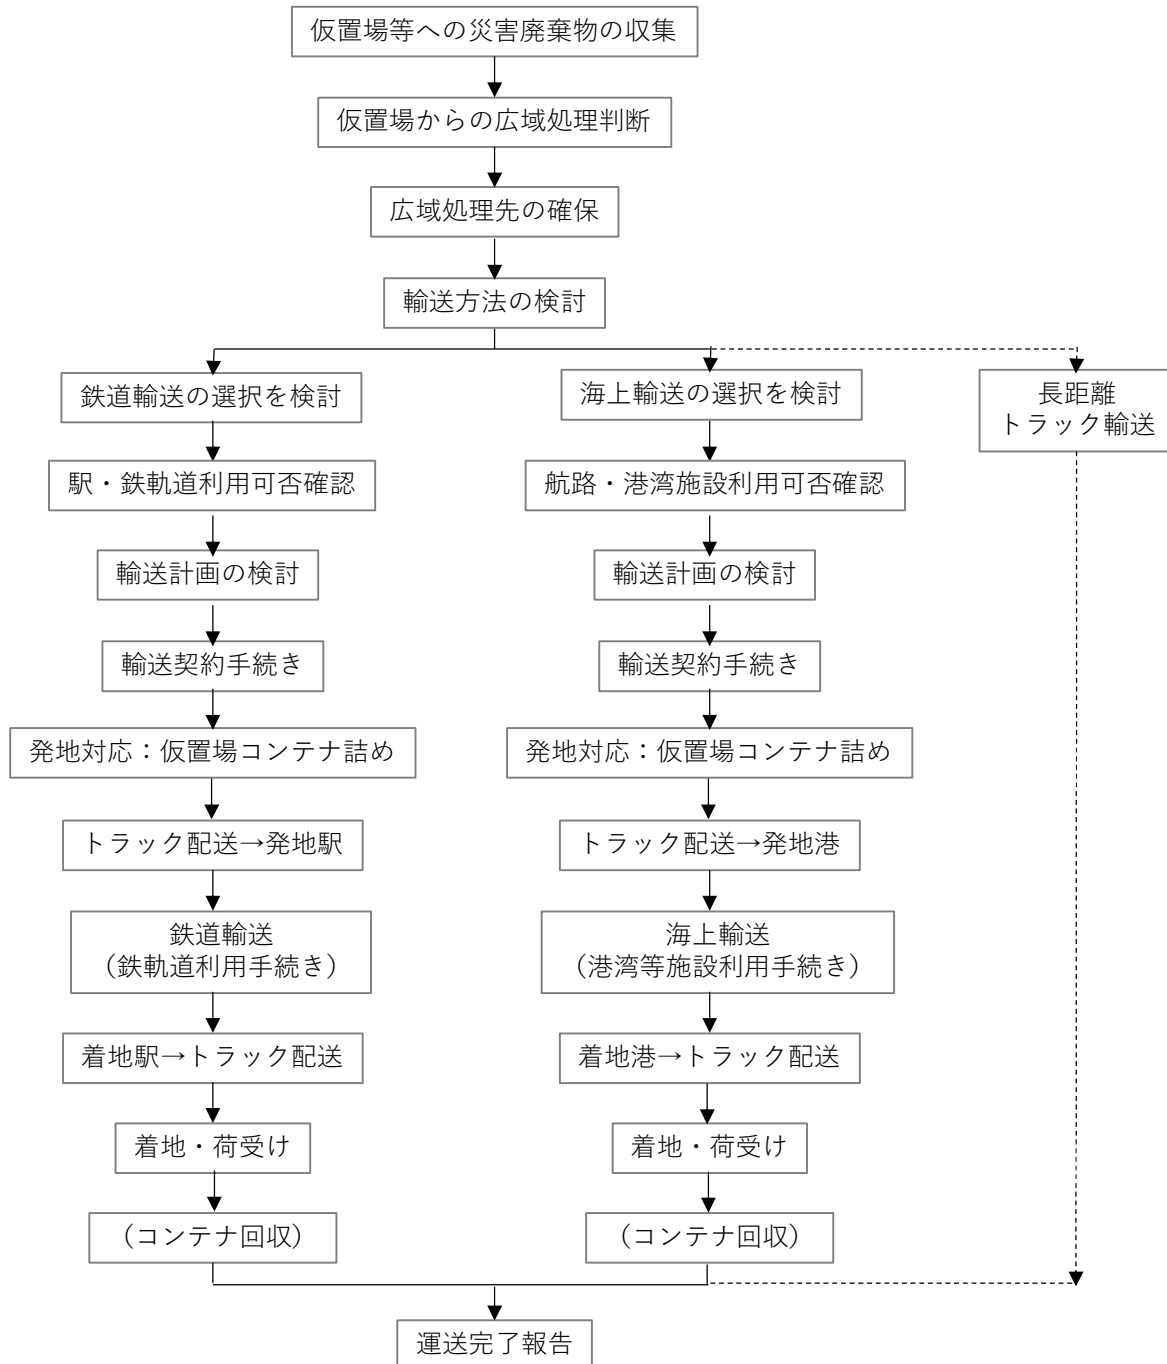 仮置場等への災害廃棄物の収集
仮置場からの広域処理判断
広域処理先の確保
輸送方法の検討
鉄道輸送の選択を検討
海上輸送の選択を検討
長距離
トラック輸送
駅・鉄軌道利用可否確認
航路・港湾施設利用可否確認
輸送計画の検討
輸送計画の検討
輸送契約手続き
輸送契約手続き
発地対応：仮置場コンテナ詰め
発地対応：仮置場コンテナ詰め
トラック配送→発地駅
トラック配送→発地港
鉄道輸送
（鉄軌道利用手続き）
海上輸送
（港湾等施設利用手続き）
着地駅→トラック配送
着地港→トラック配送
着地・荷受け
着地・荷受け
（コンテナ回収）
（コンテナ回収）
運送完了報告